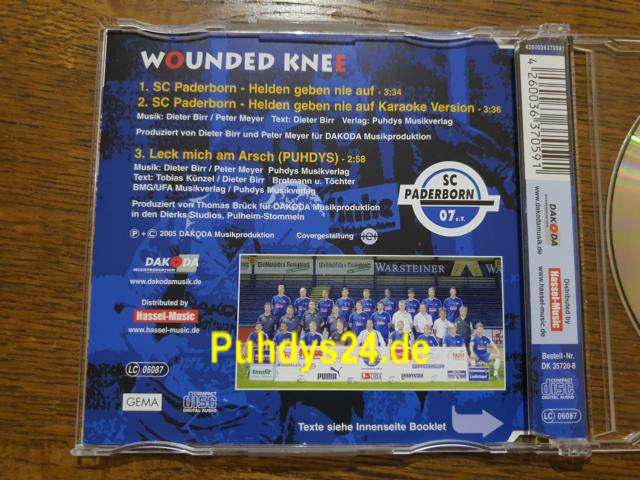 WOUNDED KNEE
1. SC Paderborn - Helden geben nie auf - 3:34
2. SC Paderborn - Helden geben nie auf Karaoke Version - 3:36
Musik: Dieter Birr / Peter Meyer Text: Dieter Birr Verlag: Puhdys Musikverlag
Produziert von Dieter Birr und Peter Meyer für DAKODA Musikproduktion
3. Leck mich am Arsch (PUHDYS) - 2:58
Musik: Dieter Birr / Peter Meyer Puhdys Musikverlag
Text: Tobias Künzel / Dieter Birr Brotmann u. Töchter
BMG/UFA Musikverlag / Puhdys Musikverlag
Produziert von Thomas Brück für DAKODA Musikproduktion
in den Dierks Studios, Pulheim-Stommeln
SC
PADERBORN
07 e.V.
℗ + © 2005 DAKODA Musikproduktion Covergestaltung
DAKODA
MUSIKPRODUKTION
www.dakodamusik.de
Distributed by
Hassel-Music
www.hassel-music.de
WARSTEINER
PUMA
Puhdys24.de
LC 06087
GEMA
COMPACT
disc
DIGITAL AUDIO
Texte siehe Innenseite Booklet
4260036370591
4 260036 370591
DAKODA
MUSIKPRODUKTION
www.dakodamusik.de
Distributed by
Hassel-Music
www.hassel-music.de
Bestell-Nr.
DK 35720-8
LC 06087
COMPACT
disc
DIGITAL AUDIO